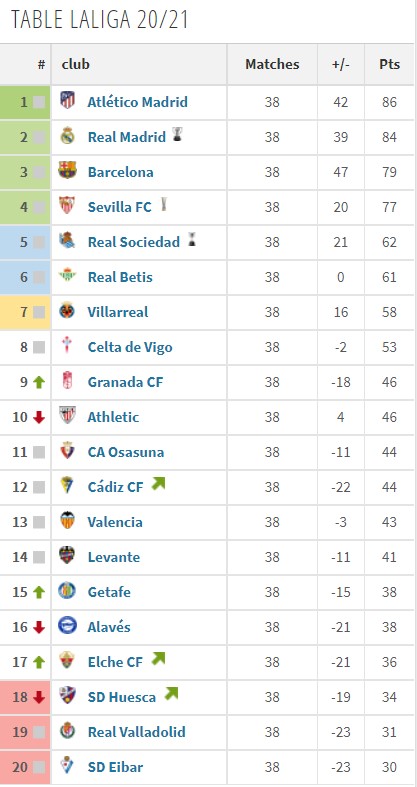 TABLE LALIGA 20/21
# club Matches +/- Pts
1 Atlético Madrid 38 42 86
2 Real Madrid 38 39 84
3 Barcelona 38 47 79
4 Sevilla FC 38 20 77
5 Real Sociedad 38 21 62
6 Real Betis 38 0 61
7 Villarreal 38 16 58
8 Celta de Vigo 38 -2 53
9 Granada CF 38 -18 46
10 Athletic 38 4 46
11 CA Osasuna 38 -11 44
12 Cádiz CF 38 -22 44
13 Valencia 38 -3 43
14 Levante 38 -11 41
15 Getafe 38 -15 38
16 Alavés 38 -21 38
17 Elche CF 38 -21 36
18 SD Huesca 38 -19 34
19 Real Valladolid 38 -23 31
20 SD Eibar 38 -23 30